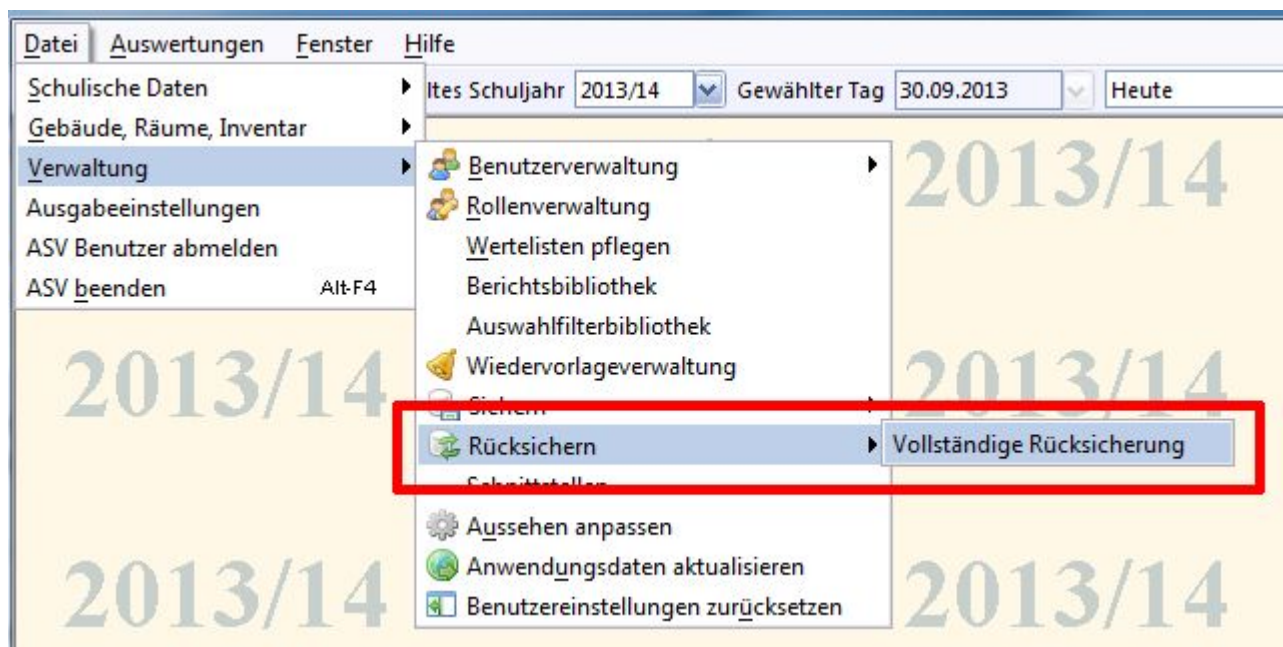 Datei Auswertungen Fenster Hilfe
Schulische Daten
ltes Schuljahr 2013/14 Gewählter Tag 30.09.2013 Heute
Gebäude, Räume, Inventar
Verwaltung
Ausgabeeinstellungen
ASV Benutzer abmelden
ASV beenden Alt-F4
Benutzerverwaltung
Rollenverwaltung
Wertelisten pflegen
Berichtsbibliothek
Auswahlfilterbibliothek
Wiedervorlageverwaltung
Sichern
Rücksichern
Vollständige Rücksicherung
Schnittstellen
Aussehen anpassen
Anwendungsdaten aktualisieren
Benutzereinstellungen zurücksetzen
2013/14
2013/14 2013/14
2013/14 2013/14